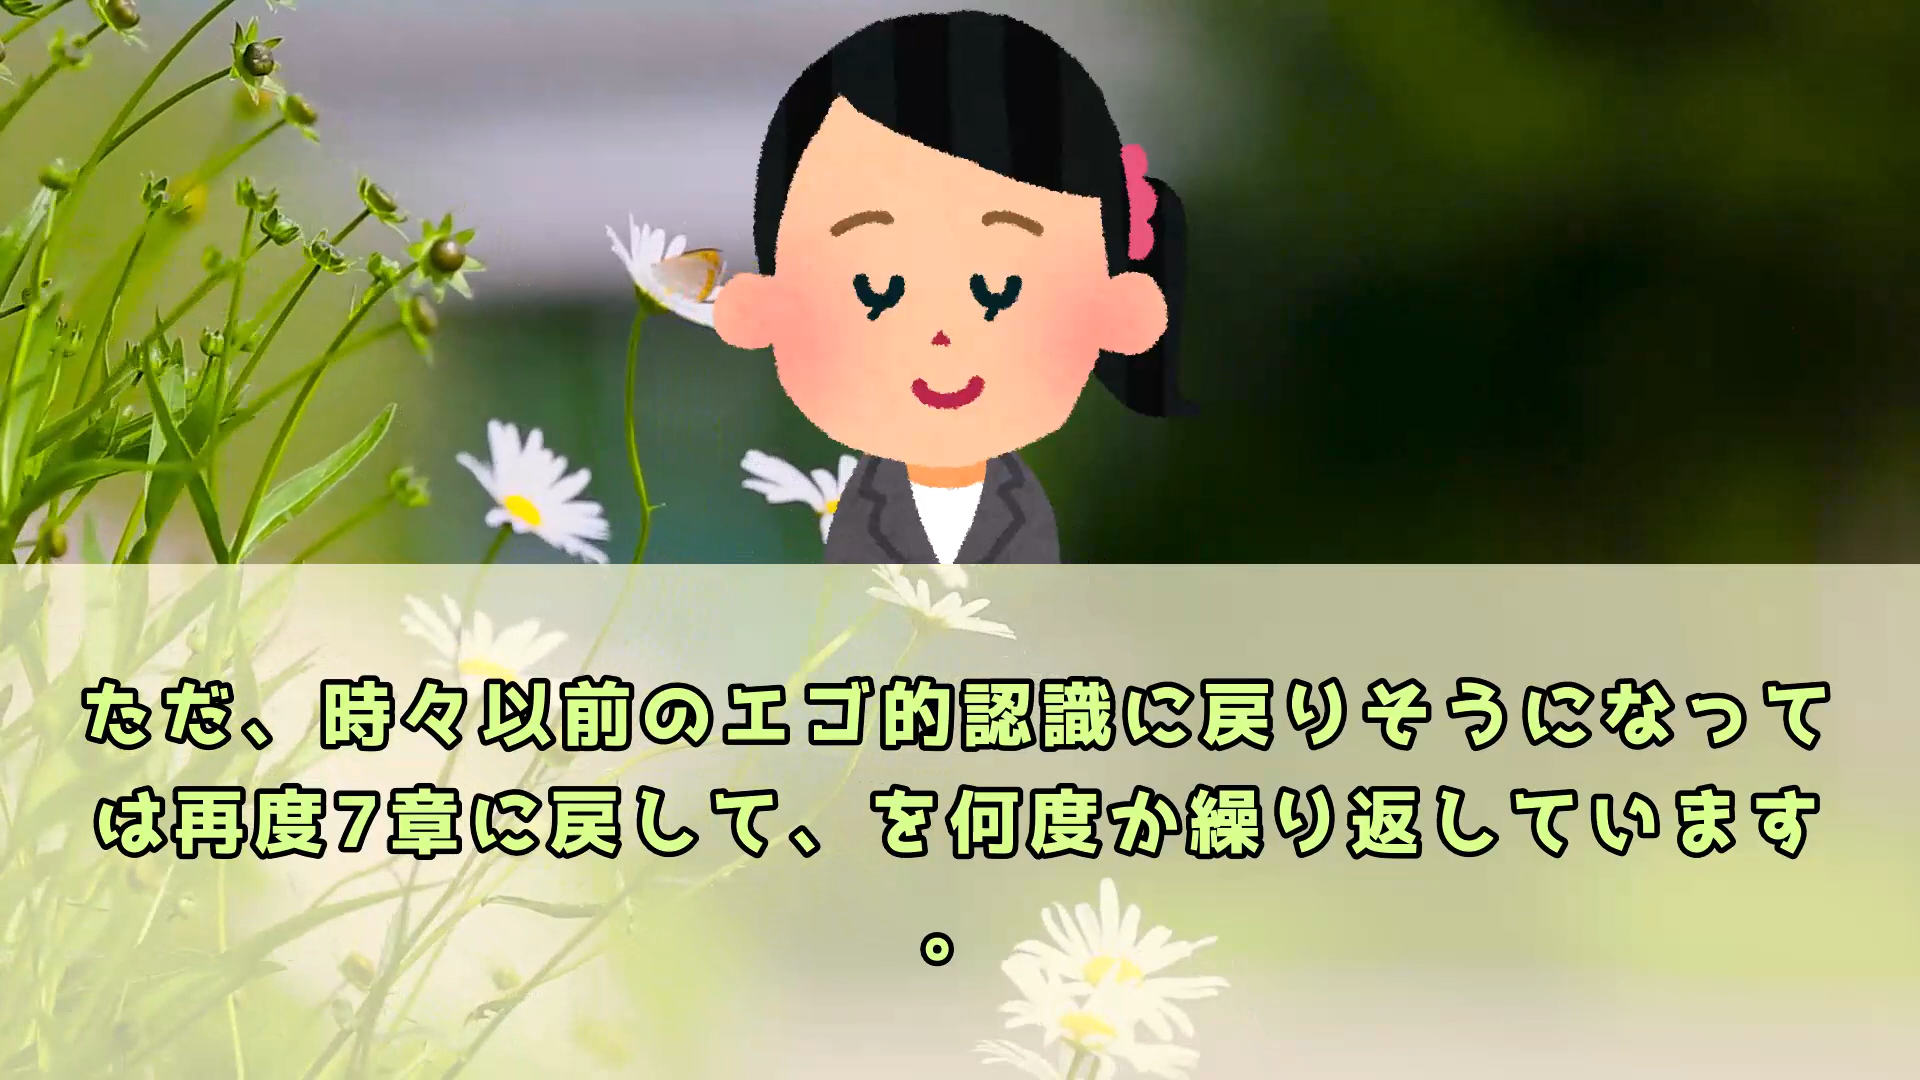 ただ、時々以前のエゴ的認識に戻りそうになって
は再度7章に戻して、を何度か繰り返しています
。